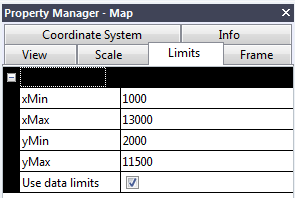 Property Manager - Map
Coordinate System Info
View Scale Limits Frame
xMin 1000
xMax 13000
yMin 2000
yMax 11500
Use data limits